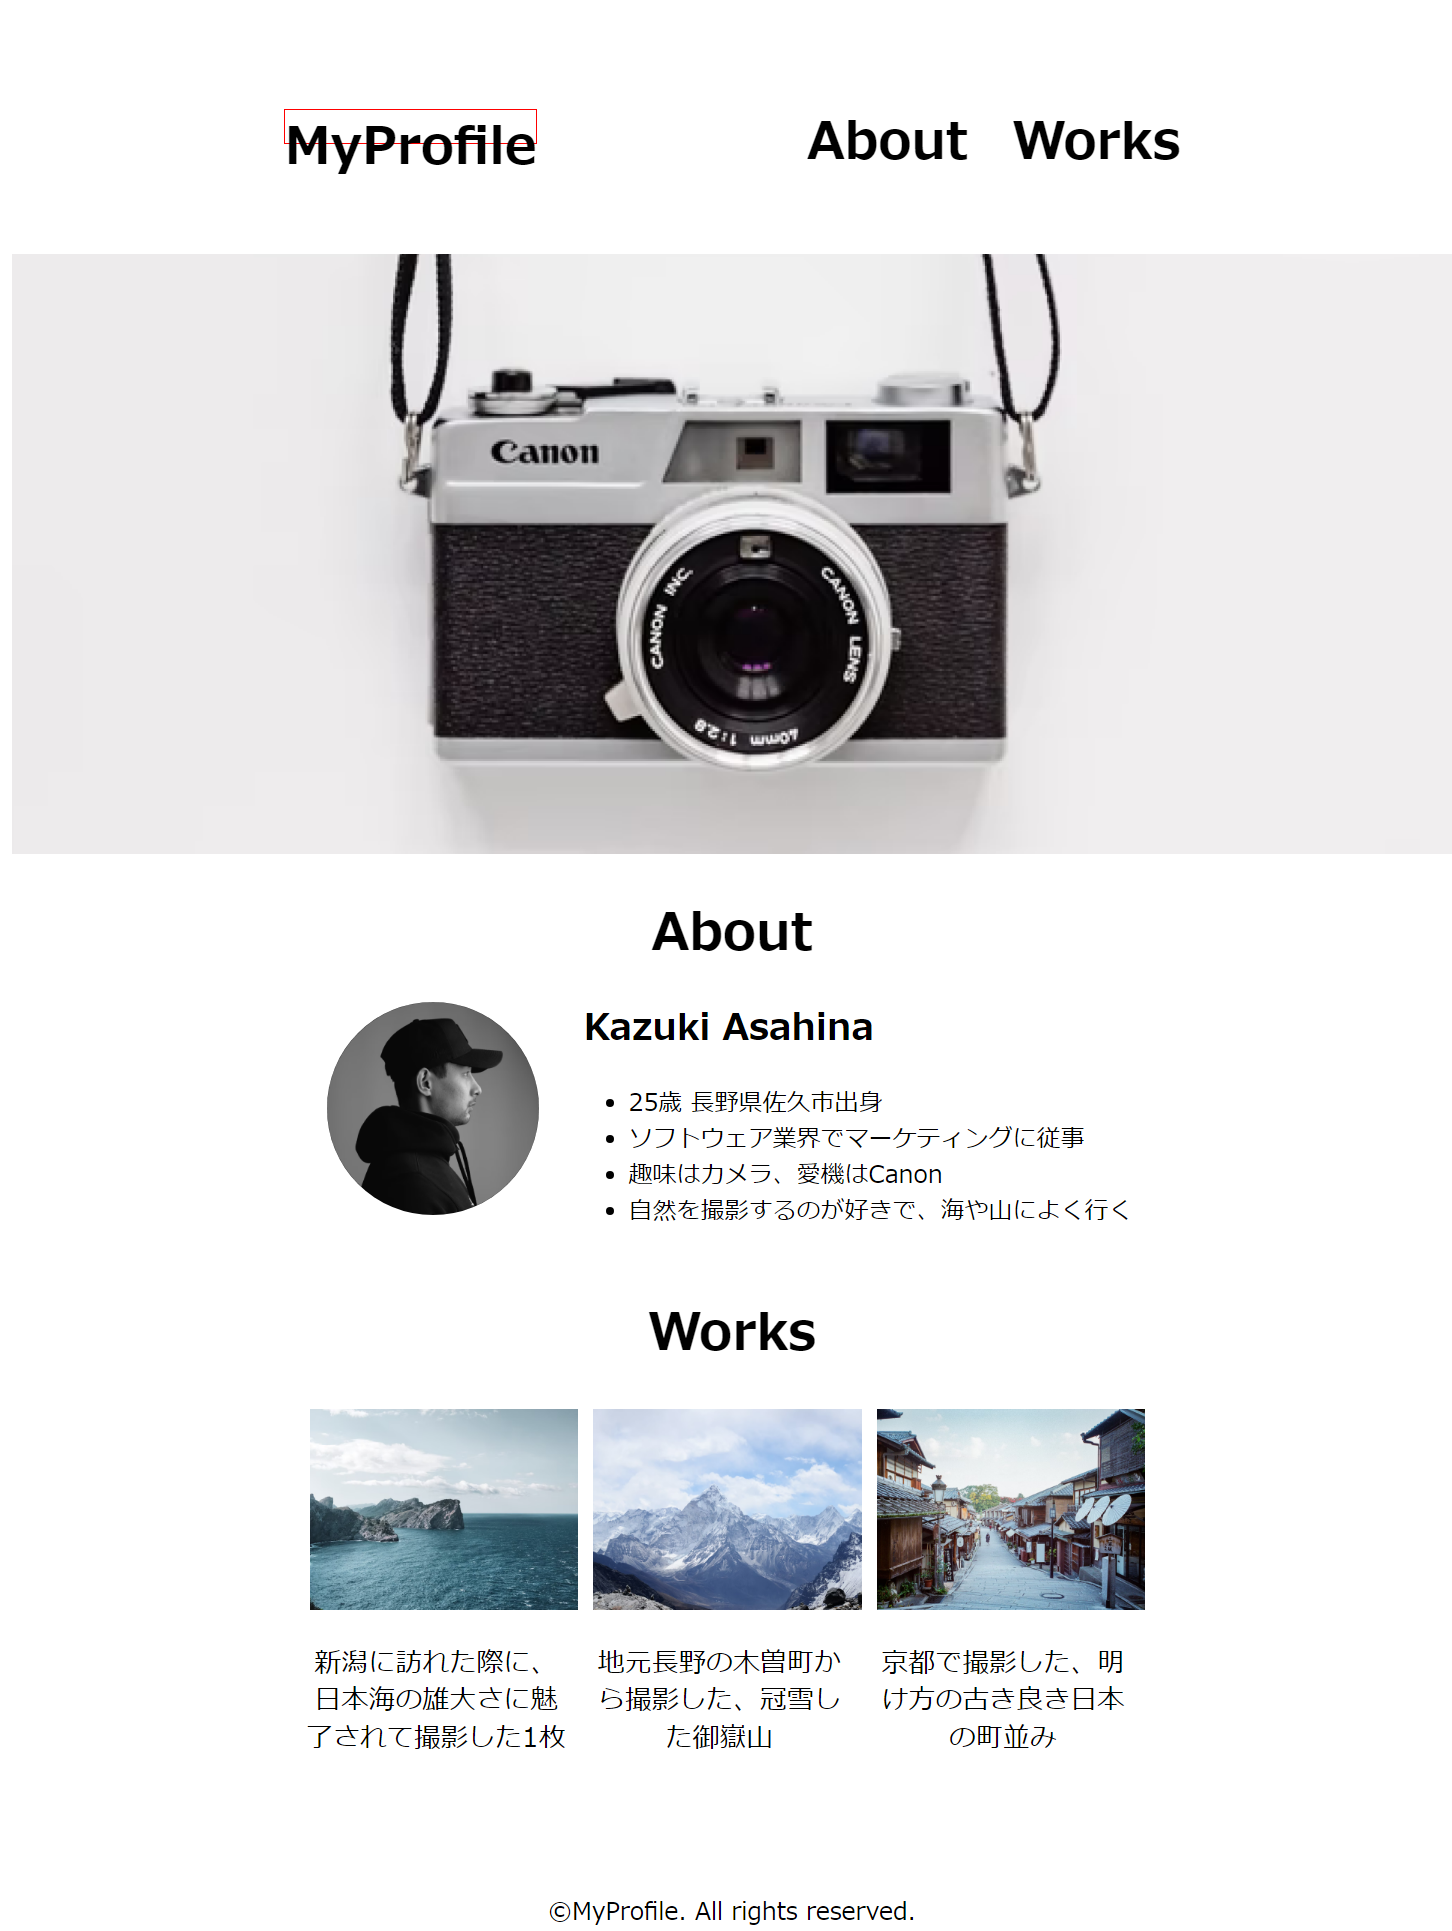 MyProfile
About Works
Canon
CANON INC.
CANON LENS
40mm 1:2.8
About
Kazuki Asahina
• 25歳 長野県佐久市出身
• ソフトウェア業界でマーケティングに従事
• 趣味はカメラ、愛機はCanon
• 自然を撮影するのが好きで、海や山によく行く
Works
新潟に訪れた際に、
日本海の雄大さに魅
了されて撮影した1枚
地元長野の木曽町か
ら撮影した、冠雪し
た御嶽山
京都で撮影した、明
け方の古き良き日本
の町並み
©MyProfile. All rights reserved.